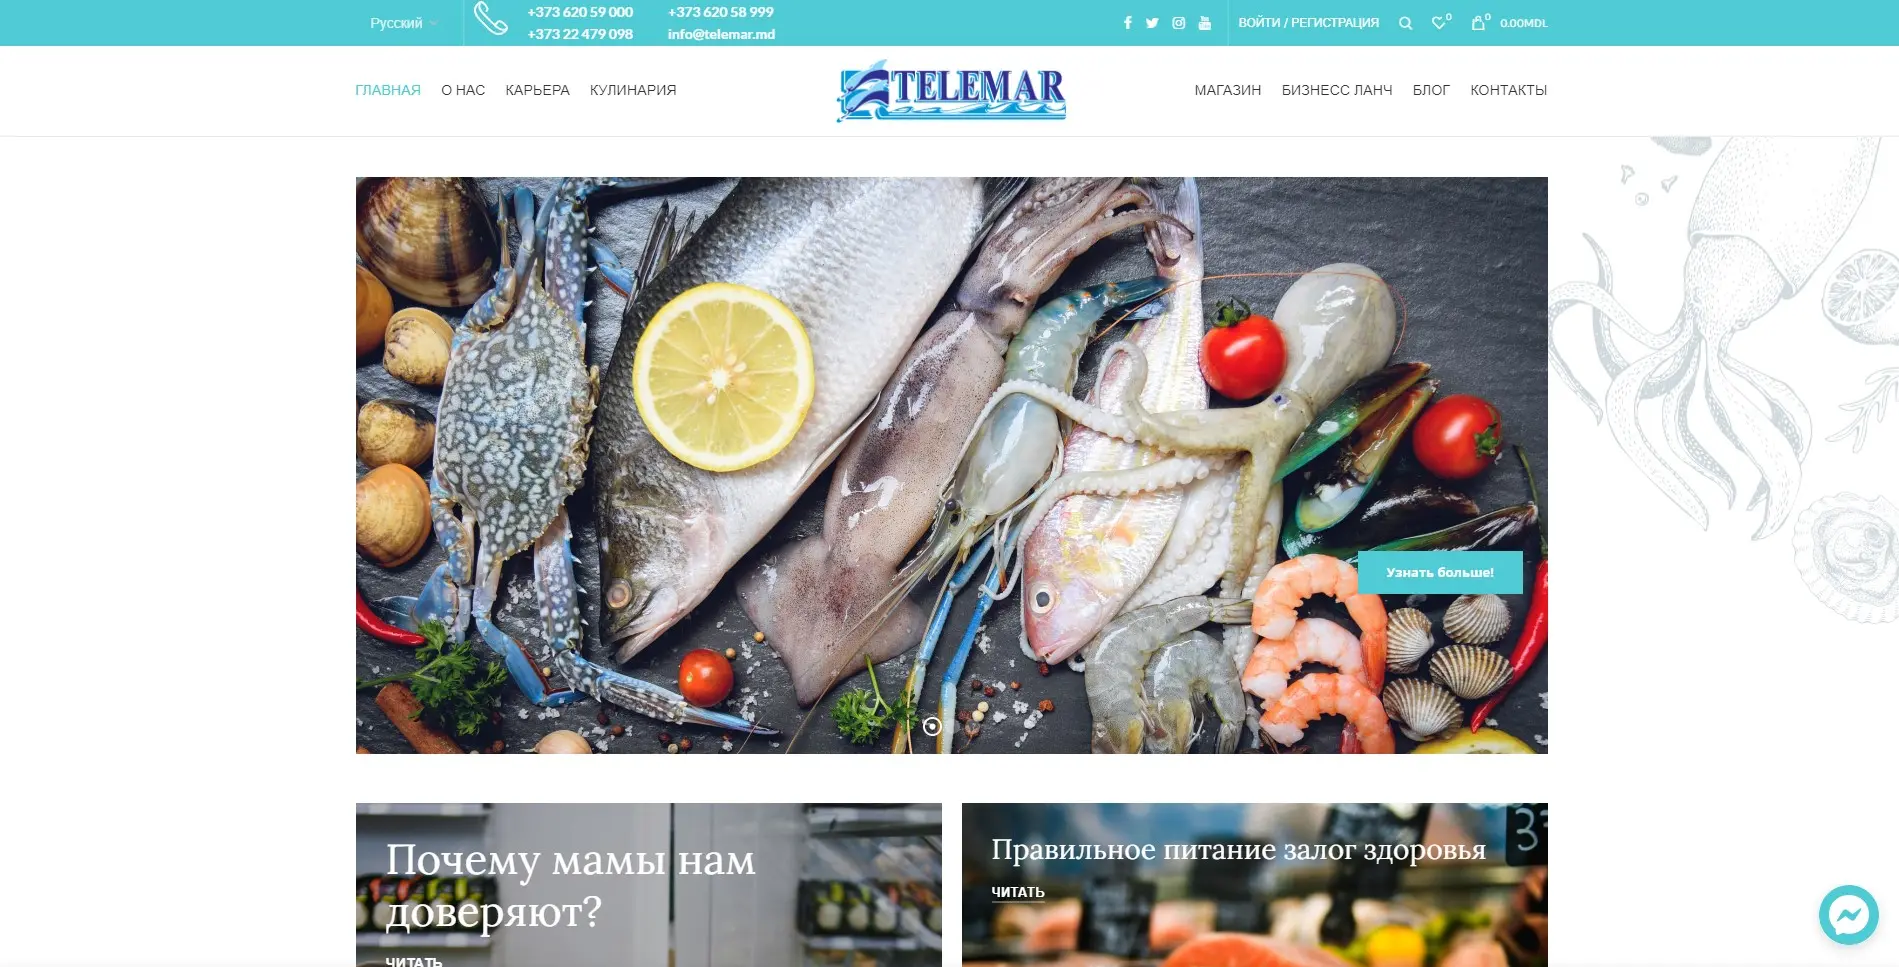 Русский
+373 620 59 000
+373 22 479 098
+373 620 58 999
info@telemar.md
ВОЙТИ / РЕГИСТРАЦИЯ
0
0
0.00MDL
ГЛАВНАЯ
О НАС
КАРЬЕРА
КУЛИНАРИЯ
TELEMAR
МАГАЗИН
БИЗНЕСС ЛАНЧ
БЛОГ
КОНТАКТЫ
Узнать больше!
Почему мамы нам
доверяют?
ЧИТАТЬ
Правильное питание залог здоровья
ЧИТАТЬ